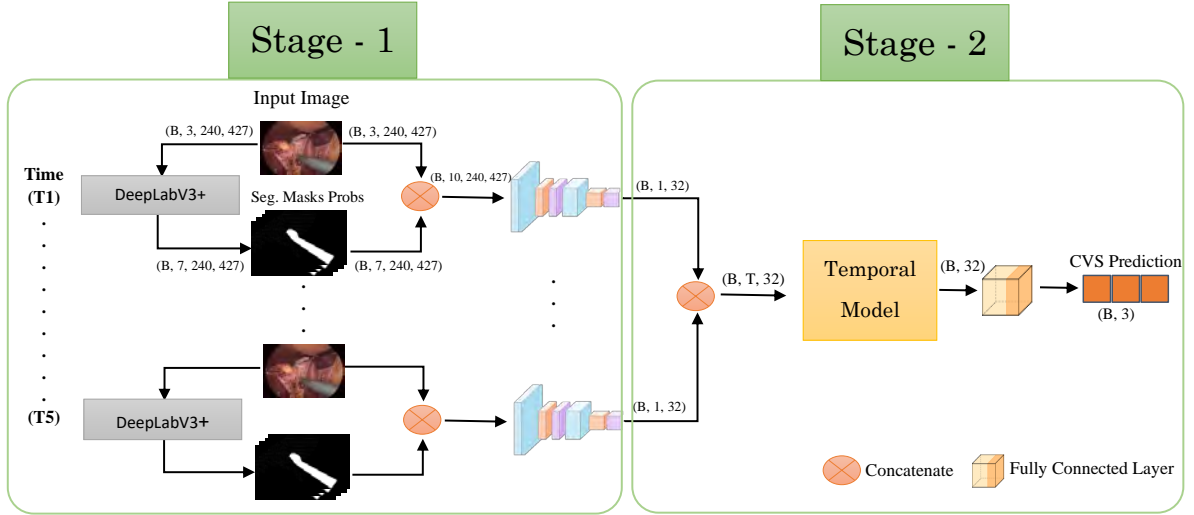 Stage - 1
Stage - 2
Input Image
(B, 3, 240, 427)
(B, 3, 240, 427)
Time
(T1)
DeepLabV3+
Seg. Masks Probs
(B, 10, 240, 427)
(B, 7, 240, 427)
(B, 7, 240, 427)
(B, 1, 32)
(B, T, 32)
Temporal
Model
(B, 32)
CVS Prediction
(B, 3)
(T5)
DeepLabV3+
(B, 1, 32)
Concatenate
Fully Connected Layer